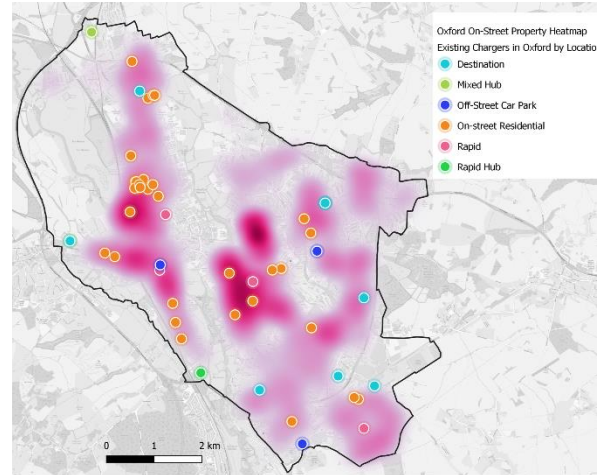 Oxford On-Street Property Heatmap
Existing Chargers in Oxford by Locatio
Destination
Mixed Hub
Off-Street Car Park
On-street Residential
Rapid
Rapid Hub
0 1 2 km